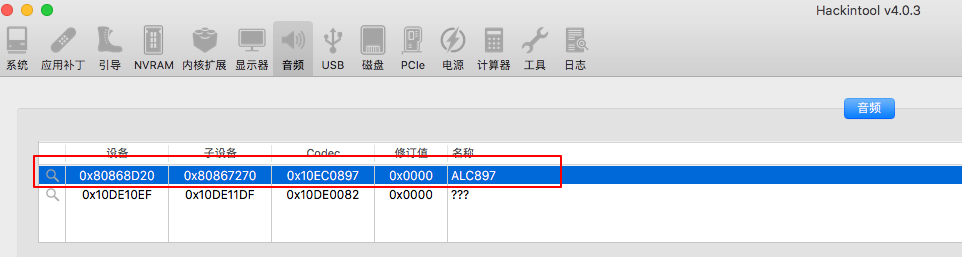 Hackintool v4.0.3
系统 应用补丁 引导 NVRAM 内核扩展 显示器 音频 USB 磁盘 PCIe 电源 计算器 工具 日志
音频
设备 子设备 Codec 修订值 名称
0x80868D20 0x80867270 0x10EC0897 0x0000 ALC897
0x10DE10EF 0x10DE11DF 0x10DE0082 0x0000 ???